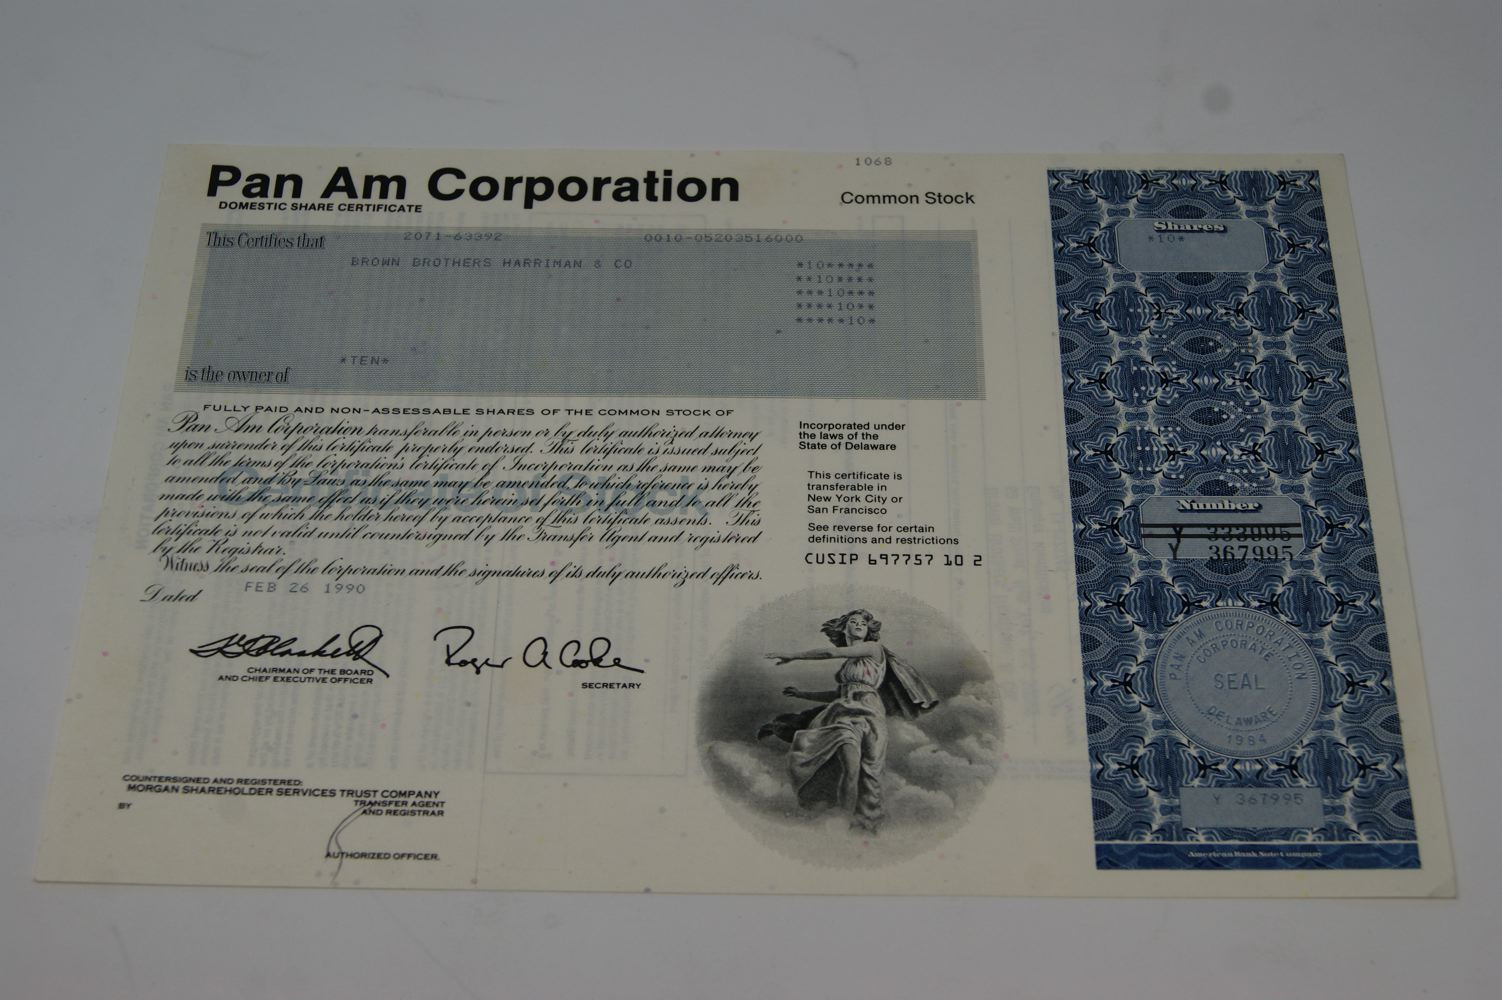 1068
Pan Am Corporation
DOMESTIC SHARE CERTIFICATE
Common Stock
This Certifies that
2071-63392
0010-05203516000
BROWN BROTHERS HARRIMAN & CO
*10*****
**10****
***10***
****10**
*****10*
*TEN*
is the owner of
FULLY PAID AND NON-ASSESSABLE SHARES OF THE COMMON STOCK OF
Pan Am Corporation transferable in person or by duly authorized attorney
upon surrender of this Certificate properly endorsed. This Certificate is issued subject
to all the terms of the Corporation's Certificate of Incorporation as the same may be
amended and By-Laws as the same may be amended, to which reference is hereby
made with the same effect as if they were herein set forth in full and to all the
provisions of which the holder hereof by acceptance of this Certificate assents. This
Certificate is not valid until countersigned by the Transfer Agent and registered
by the Registrar.
Witness the seal of the Corporation and the signatures of its duly authorized officers.
Dated
FEB 26 1990
CHAIRMAN OF THE BOARD
AND CHIEF EXECUTIVE OFFICER
Roger A Cooke
SECRETARY
COUNTERSIGNED AND REGISTERED:
MORGAN SHAREHOLDER SERVICES TRUST COMPANY
TRANSFER AGENT
AND REGISTRAR
BY
AUTHORIZED OFFICER.
Incorporated under
the laws of the
State of Delaware
This certificate is
transferable in
New York City or
San Francisco
See reverse for certain
definitions and restrictions
CUSIP 697757 10 2
Shares
*10*
Number
Y 367995
PAN AM CORPORATION
CORPORATE
SEAL
DELAWARE
1984
Y 367995
American Bank Note Company